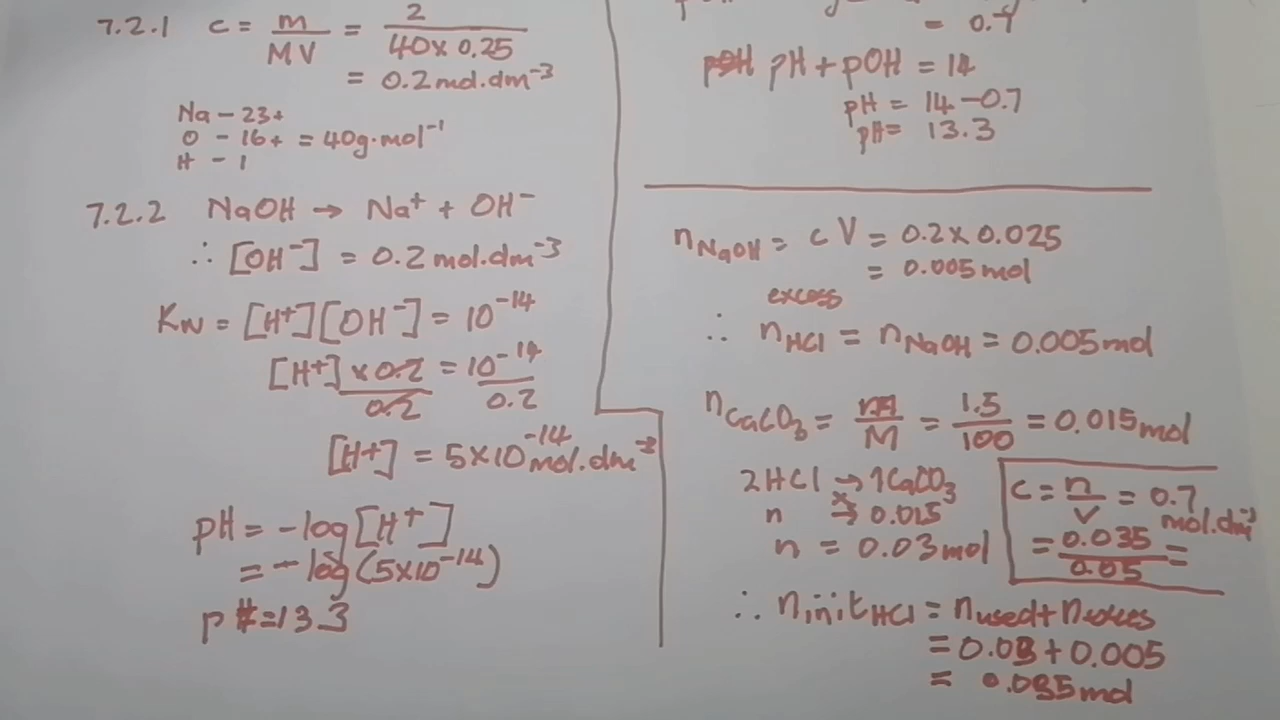 7.2.1 c = m/MV = 2/(40 x 0.25)
= 0.2 mol.dm⁻³
Na - 23+
O - 16+ = 40g.mol⁻¹
H - 1
7.2.2 NaOH → Na⁺ + OH⁻
∴ [OH⁻] = 0.2 mol.dm⁻³
Kw = [H⁺][OH⁻] = 10⁻¹⁴
[H⁺] x 0.2/0.2 = 10⁻¹⁴/0.2
[H⁺] = 5x10⁻¹⁴ mol.dm⁻³
pH = -log[H⁺]
= -log(5x10⁻¹⁴)
pH = 13.3
= 0.7
pH + pOH = 14
pH = 14 - 0.7
pH = 13.3
nNaOH = cV = 0.2 x 0.025
= 0.005 mol
excess
∴ nHCl = nNaOH = 0.005 mol
nCaCO₃ = m/M = 1.5/100 = 0.015 mol
2HCl → 1CaCO₃
n → 0.015
n = 0.03 mol
c = n/V = 0.7
mol.dm⁻³
= 0.035/0.05 =
∴ ninit HCl = nused + nexcess
= 0.03 + 0.005
= 0.035 mol